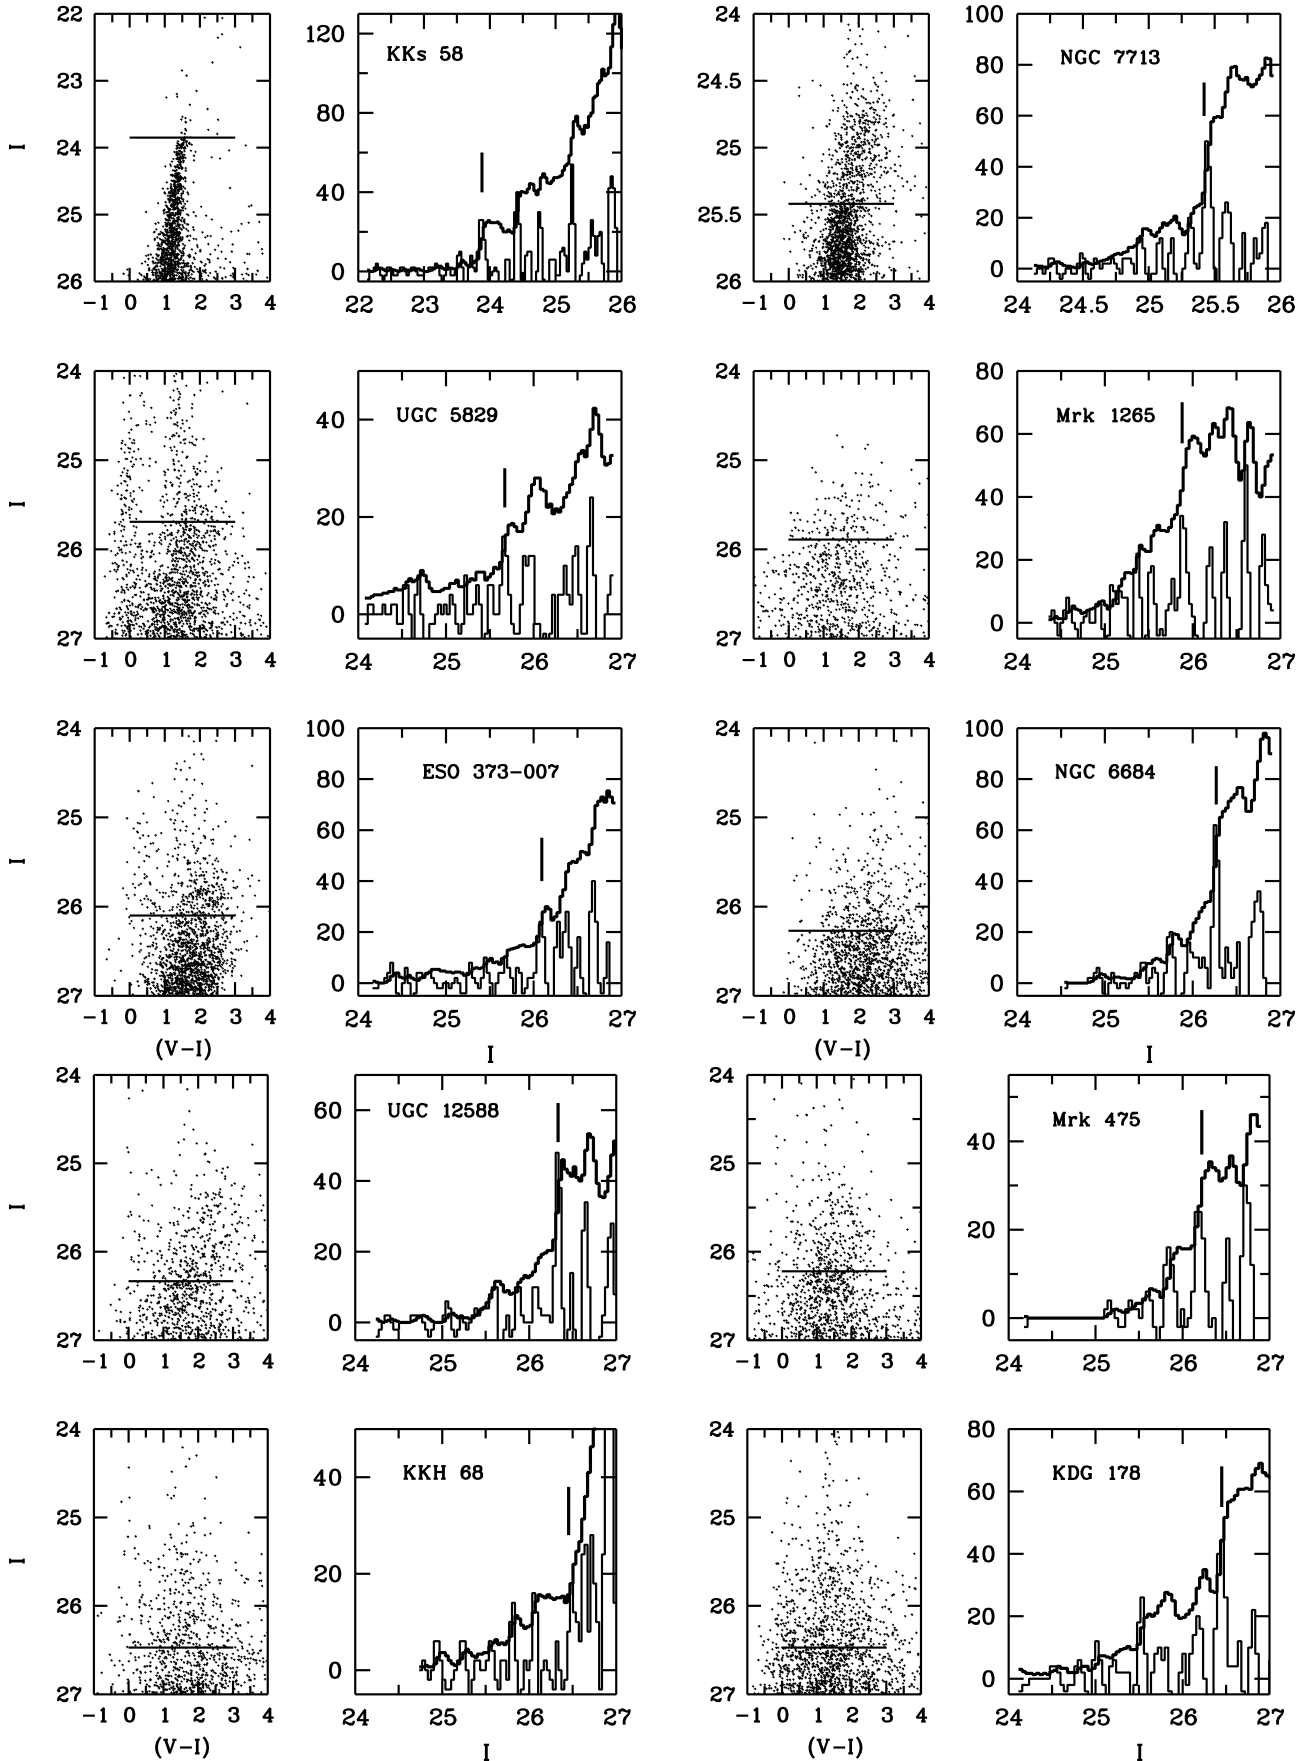 22
23
24
25
26
I
-1 0 1 2 3 4
KKs 58
120
80
40
0
22 23 24 25 26
24
24.5
25
25.5
26
-1 0 1 2 3 4
NGC 7713
100
80
60
40
20
0
24 24.5 25 25.5 26
24
25
26
27
I
-1 0 1 2 3 4
UGC 5829
40
20
0
24 25 26 27
24
25
26
27
-1 0 1 2 3 4
Mrk 1265
80
60
40
20
0
24 25 26 27
24
25
26
27
I
-1 0 1 2 3 4
(V-I)
ESO 373-007
100
80
60
40
20
0
24 25 26 27
I
24
25
26
27
-1 0 1 2 3 4
(V-I)
NGC 6684
100
80
60
40
20
0
24 25 26 27
I
24
25
26
27
I
-1 0 1 2 3 4
UGC 12588
60
40
20
0
24 25 26 27
24
25
26
27
-1 0 1 2 3 4
Mrk 475
40
20
0
24 25 26 27
24
25
26
27
I
-1 0 1 2 3 4
(V-I)
KKH 68
40
20
0
24 25 26 27
I
24
25
26
27
-1 0 1 2 3 4
(V-I)
KDG 178
80
60
40
20
0
24 25 26 27
I